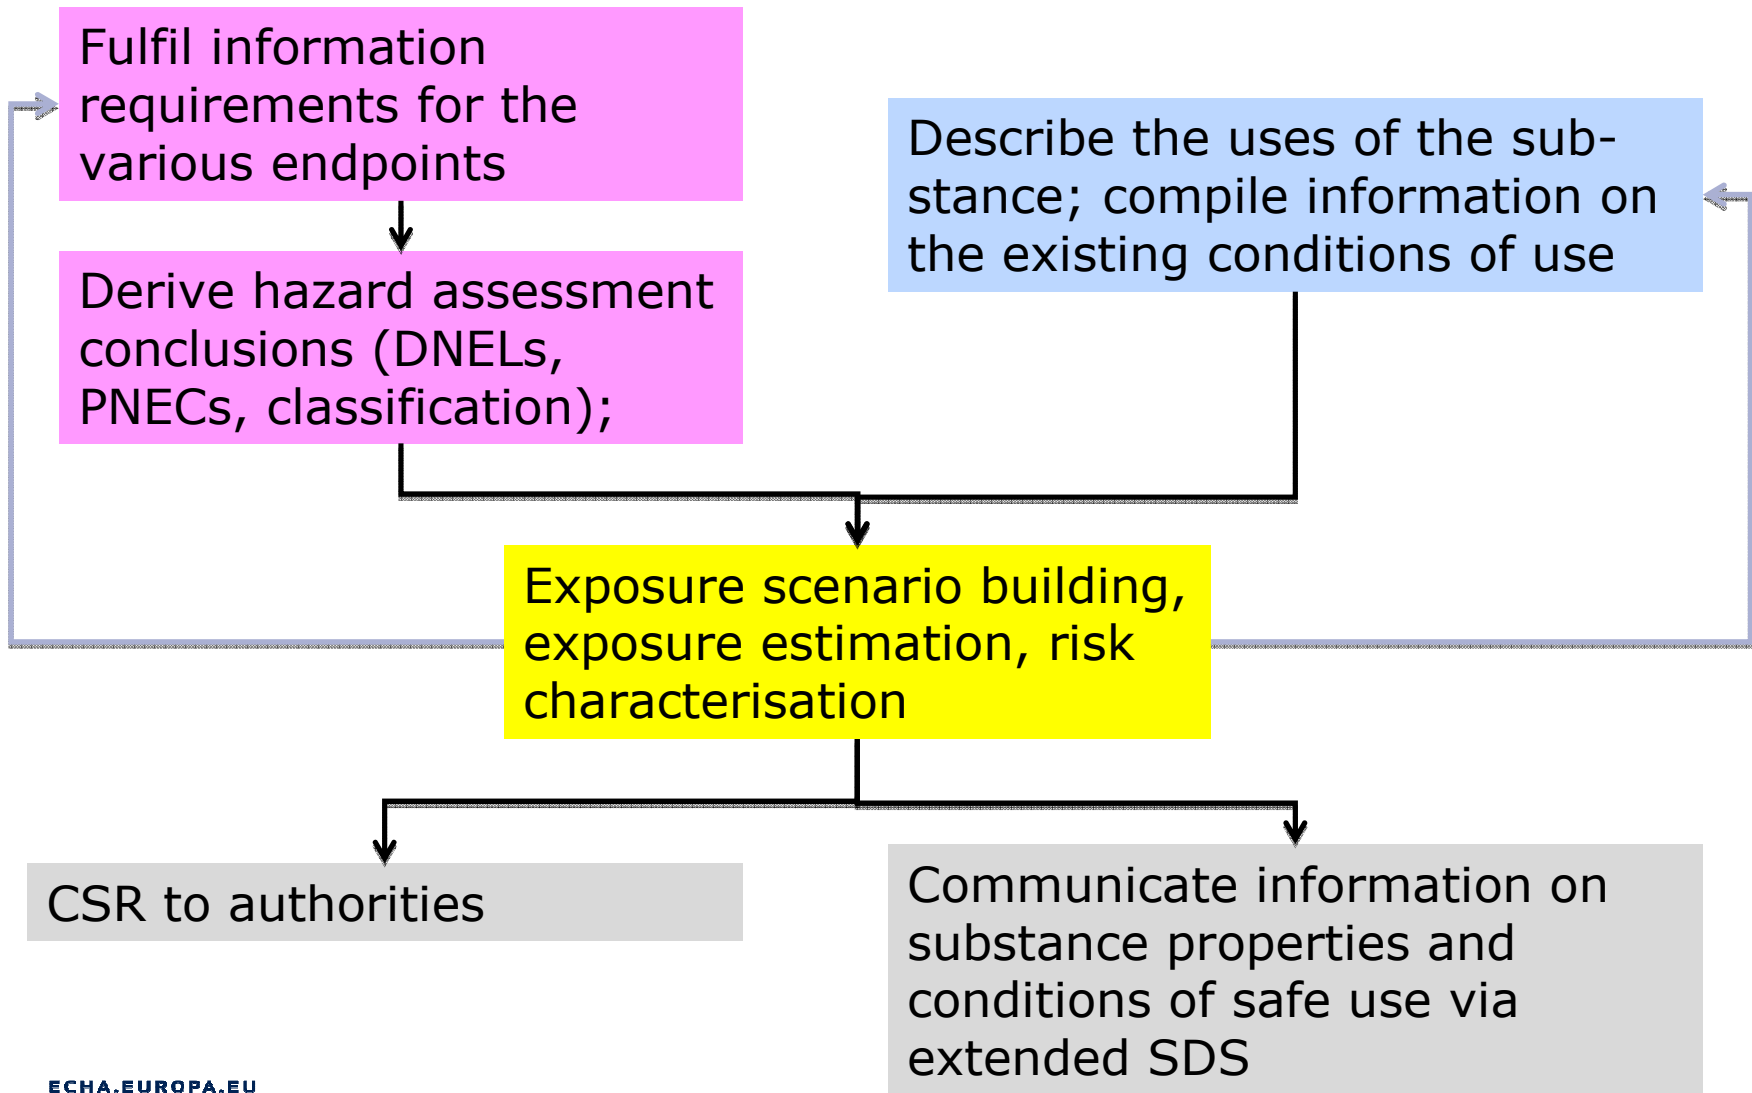 Fulfil information
requirements for the
various endpoints
Describe the uses of the sub-
stance; compile information on
the existing conditions of use
Derive hazard assessment
conclusions (DNELs,
PNECs, classification);
Exposure scenario building,
exposure estimation, risk
characterisation
CSR to authorities
Communicate information on
substance properties and
conditions of safe use via
extended SDS
ECHA.EUROPA.EU